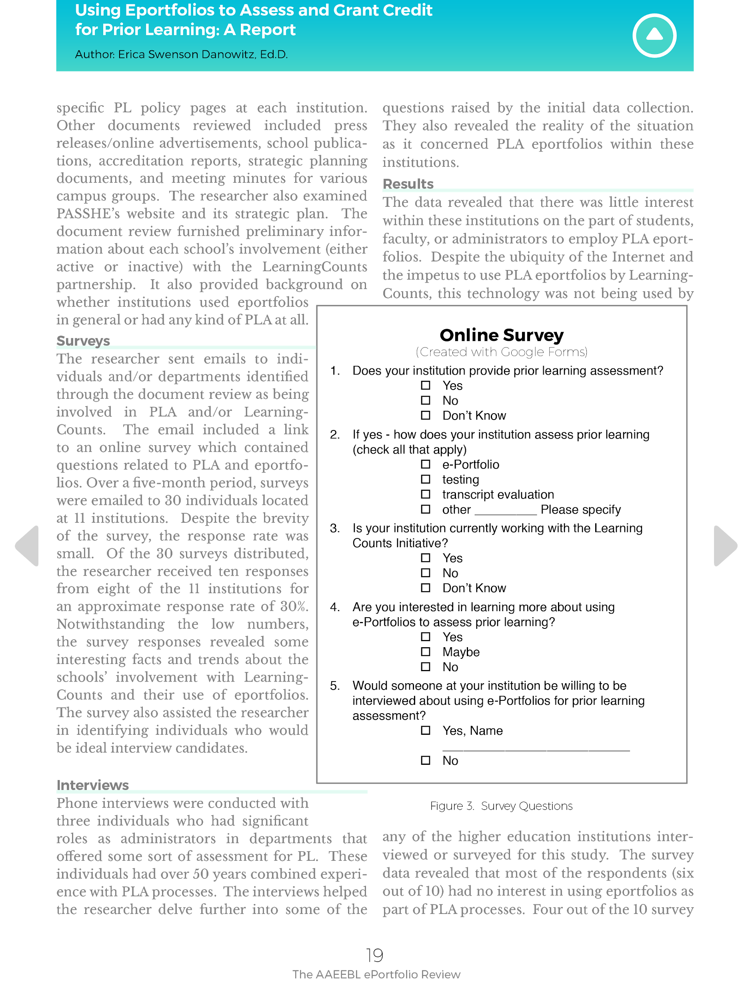 Using Eportfolios to Assess and Grant Credit
for Prior Learning: A Report
Author: Erica Swenson Danowitz, Ed.D.
specific PL policy pages at each institution.
Other documents reviewed included press
releases/online advertisements, school publica-
tions, accreditation reports, strategic planning
documents, and meeting minutes for various
campus groups. The researcher also examined
PASSHE's website and its strategic plan. The
document review furnished preliminary infor-
mation about each school's involvement (either
active or inactive) with the LearningCounts
partnership. It also provided background on
whether institutions used eportfolios
in general or had any kind of PLA at all.
Surveys
The researcher sent emails to indi-
viduals and/or departments identified
through the document review as being
involved in PLA and/or Learning-
Counts. The email included a link
to an online survey which contained
questions related to PLA and eportfo-
lios. Over a five-month period, surveys
were emailed to 30 individuals located
at 11 institutions. Despite the brevity
of the survey, the response rate was
small. Of the 30 surveys distributed,
the researcher received ten responses
from eight of the 11 institutions for
an approximate response rate of 30%.
Notwithstanding the low numbers,
the survey responses revealed some
interesting facts and trends about the
schools' involvement with Learning-
Counts and their use of eportfolios.
The survey also assisted the researcher
in identifying individuals who would
be ideal interview candidates.
Interviews
Phone interviews were conducted with
three individuals who had significant
roles as administrators in departments that
offered some sort of assessment for PL. These
individuals had over 50 years combined experi-
ence with PLA processes. The interviews helped
the researcher delve further into some of the
questions raised by the initial data collection.
They also revealed the reality of the situation
as it concerned PLA eportfolios within these
institutions.
Results
The data revealed that there was little interest
within these institutions on the part of students,
faculty, or administrators to employ PLA eport-
folios. Despite the ubiquity of the Internet and
the impetus to use PLA eportfolios by Learning-
Counts, this technology was not being used by
Online Survey
(Created with Google Forms)
1. Does your institution provide prior learning assessment?
☐ Yes
☐ No
☐ Don't Know
2. If yes - how does your institution assess prior learning
(check all that apply)
☐ e-Portfolio
☐ testing
☐ transcript evaluation
☐ other _________ Please specify
3. Is your institution currently working with the Learning
Counts Initiative?
☐ Yes
☐ No
☐ Don't Know
4. Are you interested in learning more about using
e-Portfolios to assess prior learning?
☐ Yes
☐ Maybe
☐ No
5. Would someone at your institution be willing to be
interviewed about using e-Portfolios for prior learning
assessment?
☐ Yes, Name
___________________________
☐ No
Figure 3. Survey Questions
any of the higher education institutions inter-
viewed or surveyed for this study. The survey
data revealed that most of the respondents (six
out of 10) had no interest in using eportfolios as
part of PLA processes. Four out of the 10 survey
19
The AAEEBL ePortfolio Review